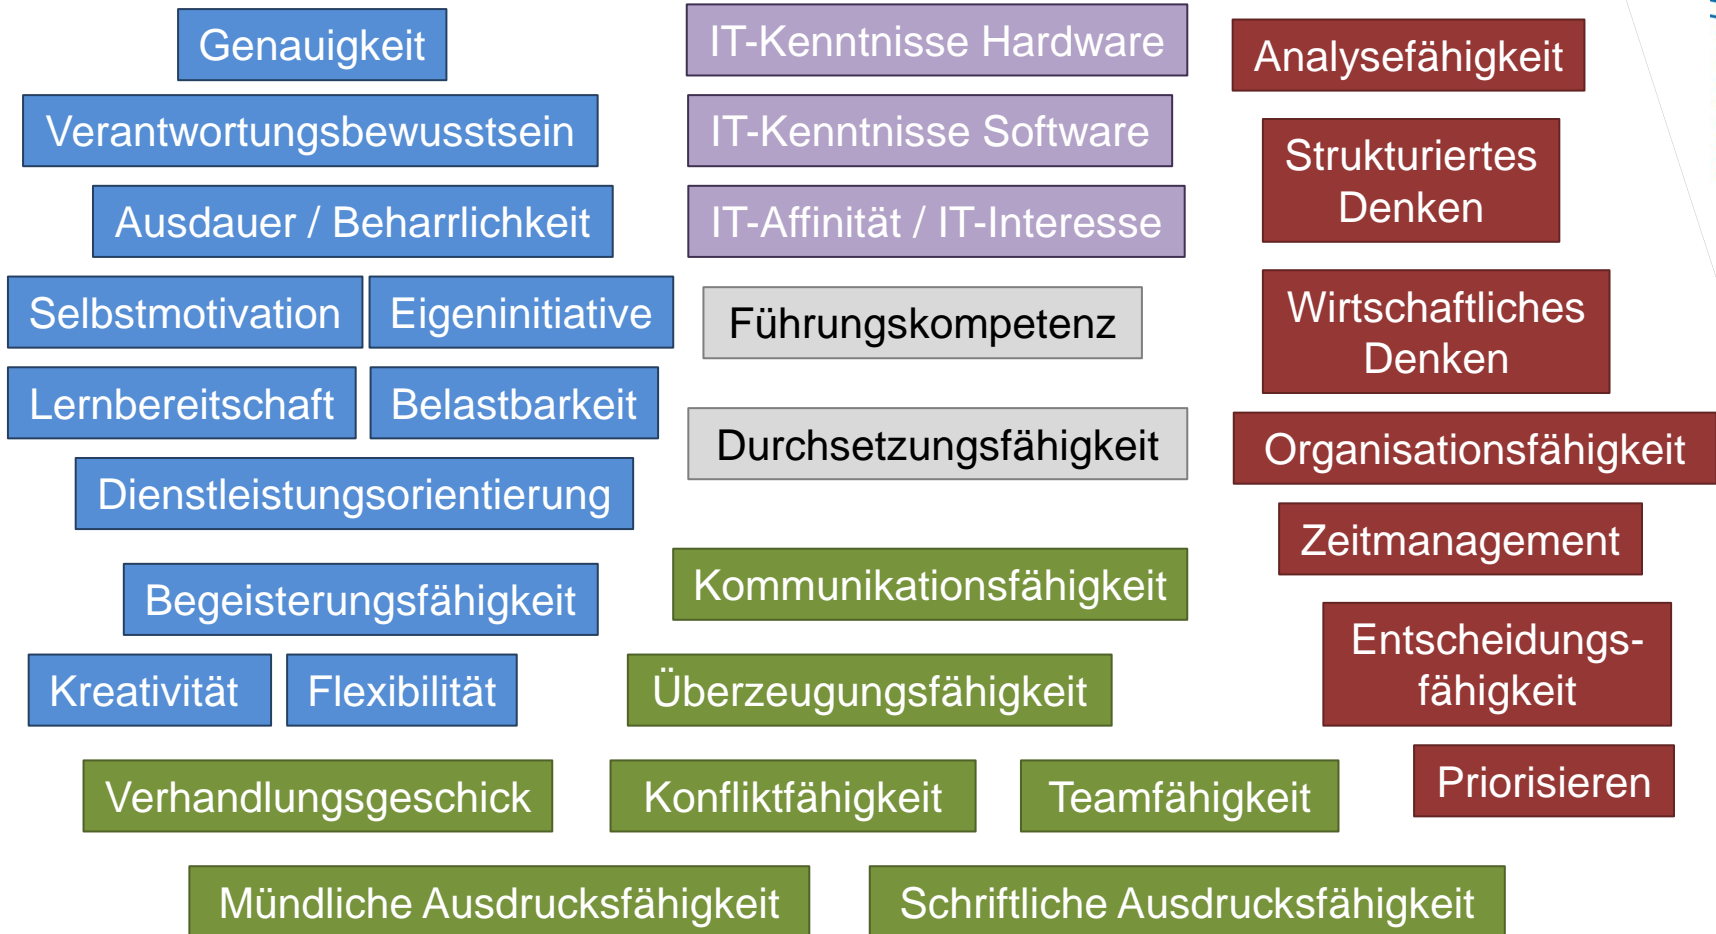 Genauigkeit
Verantwortungsbewusstsein
Ausdauer / Beharrlichkeit
Selbstmotivation
Eigeninitiative
Lernbereitschaft
Belastbarkeit
Dienstleistungsorientierung
Begeisterungsfähigkeit
Kreativität
Flexibilität
IT-Kenntnisse Hardware
IT-Kenntnisse Software
IT-Affinität / IT-Interesse
Führungskompetenz
Durchsetzungsfähigkeit
Kommunikationsfähigkeit
Überzeugungsfähigkeit
Verhandlungsgeschick
Konfliktfähigkeit
Teamfähigkeit
Mündliche Ausdrucksfähigkeit
Schriftliche Ausdrucksfähigkeit
Analysefähigkeit
Strukturiertes
Denken
Wirtschaftliches
Denken
Organisationsfähigkeit
Zeitmanagement
Entscheidungs-
fähigkeit
Priorisieren